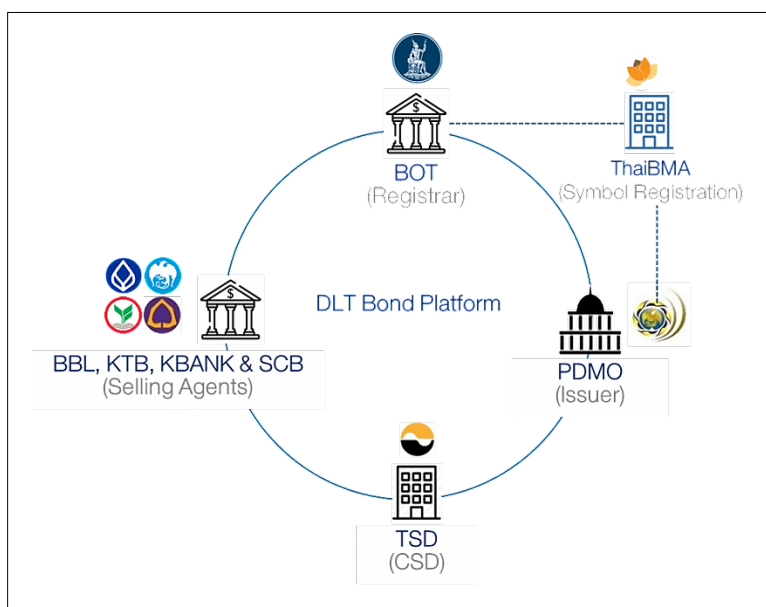 BOT
(Registrar)
ThaiBMA
(Symbol Registration)
DLT Bond Platform
BBL, KTB, KBANK & SCB
(Selling Agents)
PDMO
(Issuer)
TSD
(CSD)
$
$